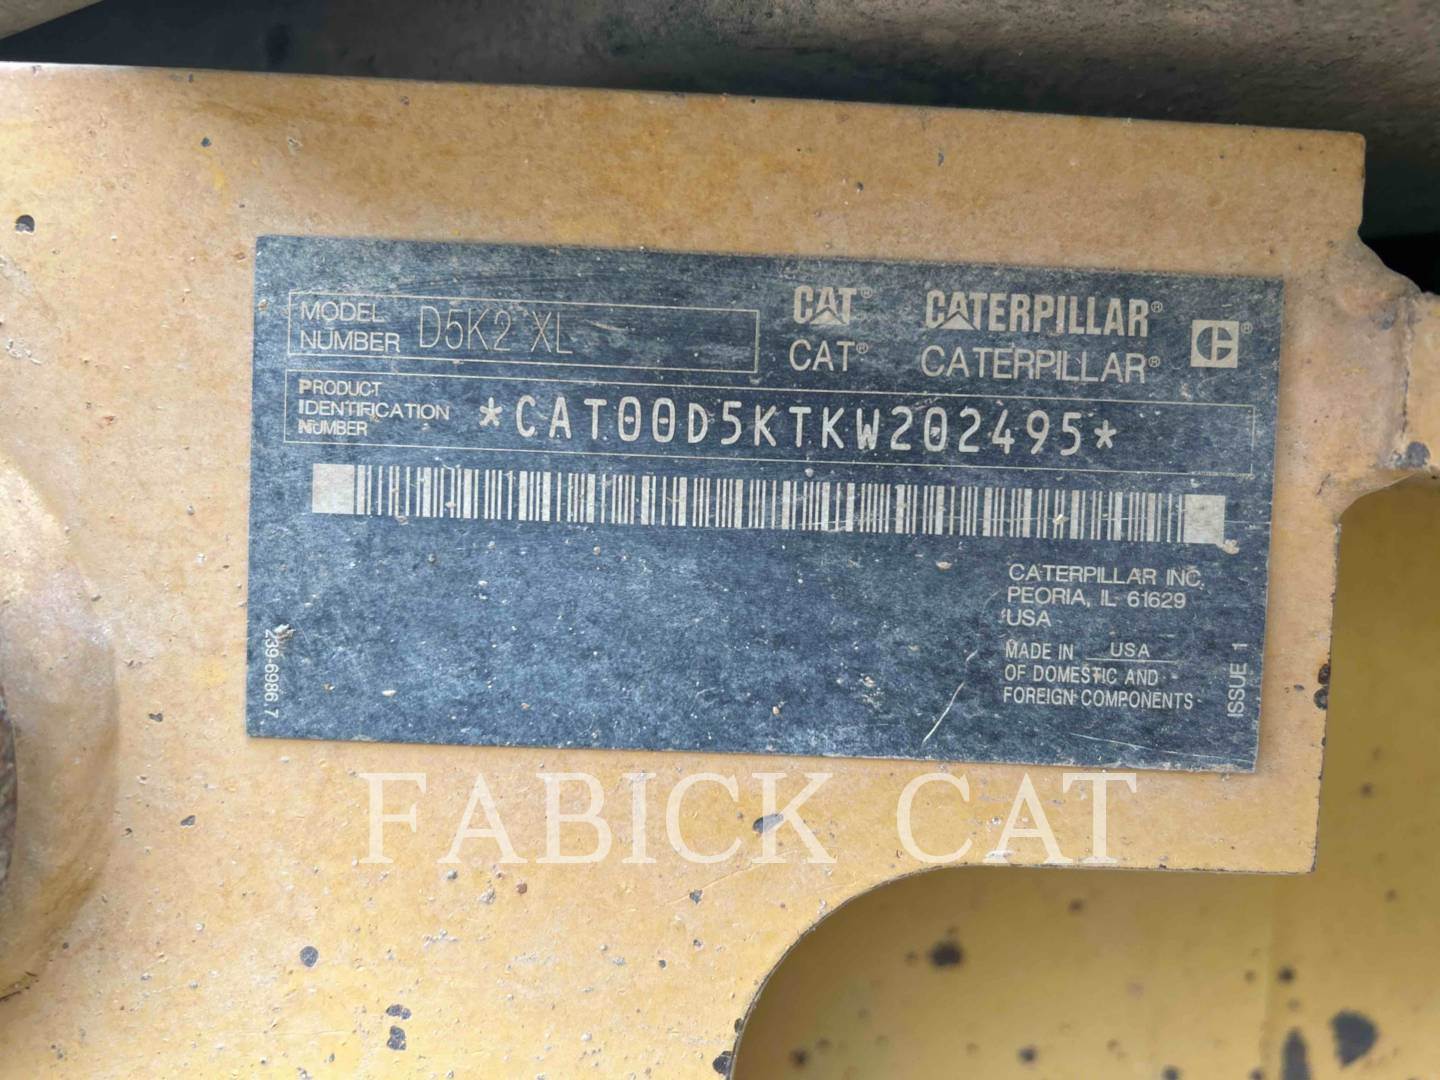 MODEL NUMBER D5K2 XL
CAT® CATERPILLAR®
CAT® CATERPILLAR®
PRODUCT IDENTIFICATION NUMBER *CAT00D5KTKW202495*
CATERPILLAR INC.
PEORIA, IL 61629
USA
MADE IN USA
OF DOMESTIC AND
FOREIGN COMPONENTS
239-6986 7
ISSUE 1
FABICK CAT